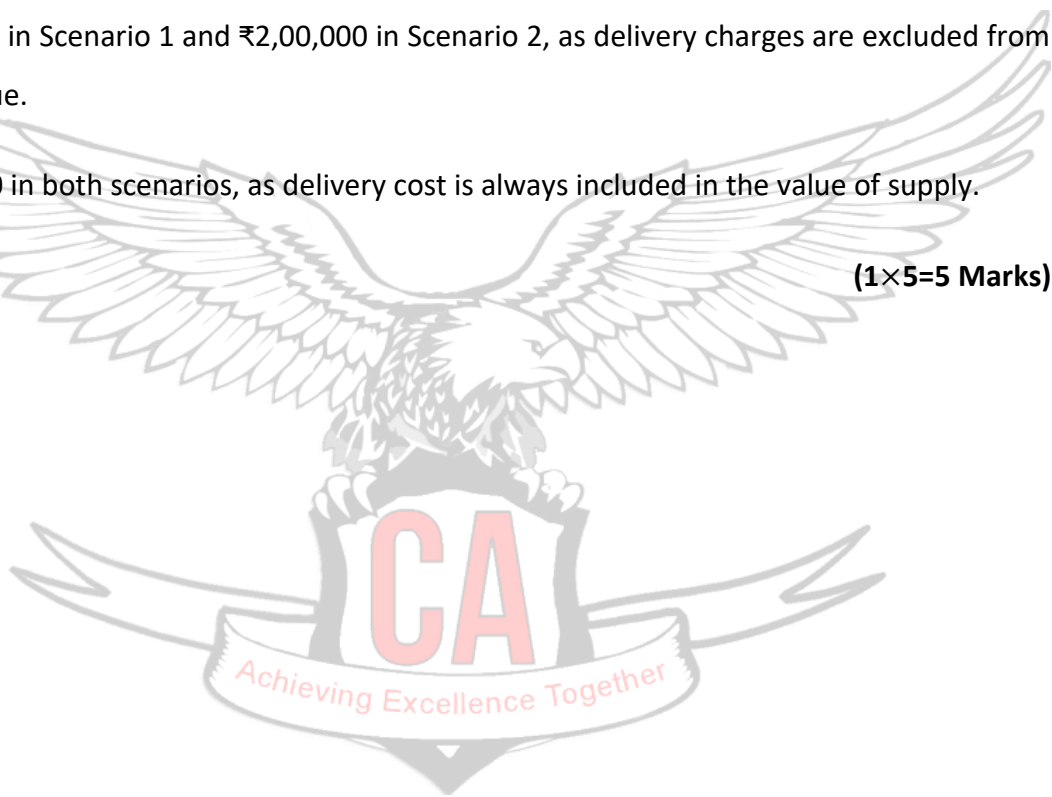 in Scenario 1 and ₹2,00,000 in Scenario 2, as delivery charges are excluded from
in both scenarios, as delivery cost is always included in the value of supply.
(1×5=5 Marks)
CA
Achieving Excellence Together